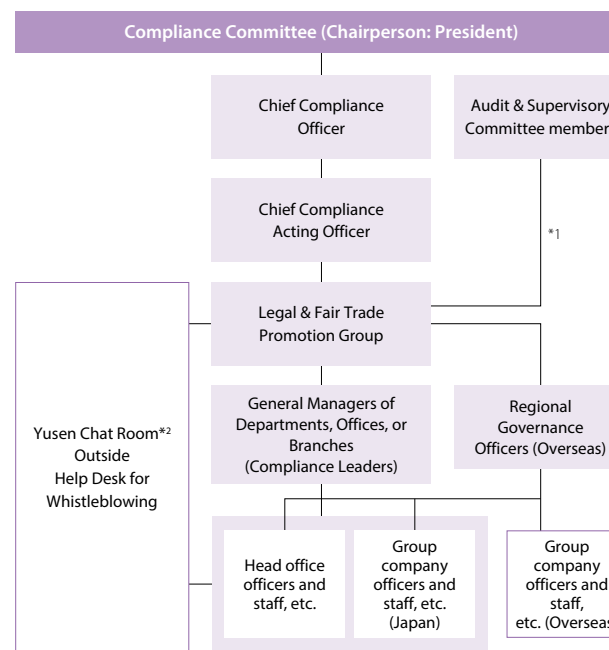 Compliance Committee (Chairperson: President)
Chief Compliance
Officer
Audit & Supervisory
Committee member
Chief Compliance
Acting Officer
*1
Legal & Fair Trade
Promotion Group
Yusen Chat Room*2
Outside
Help Desk for
Whistleblowing
General Managers of
Departments, Offices, or
Branches
(Compliance Leaders)
Regional
Governance
Officers (Overseas)
Head office
officers and
staff, etc.
Group
company
officers and
staff, etc.
(Japan)
Group
company
officers and
staff,
etc. (Overseas